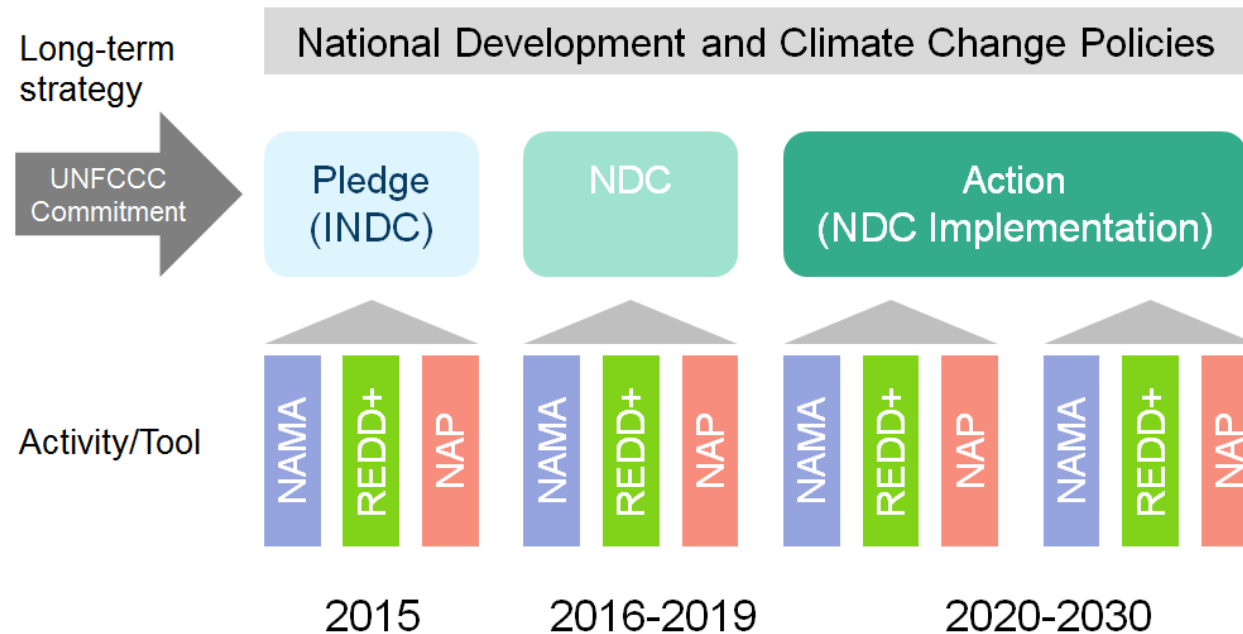 Long-term
strategy
National Development and Climate Change Policies
UNFCCC
Commitment
Pledge
(INDC)
NDC
Action
(NDC Implementation)
Activity/Tool
NAMA
REDD+
NAP
NAMA
REDD+
NAP
NAMA
REDD+
NAP
NAMA
REDD+
NAP
2015
2016-2019
2020-2030